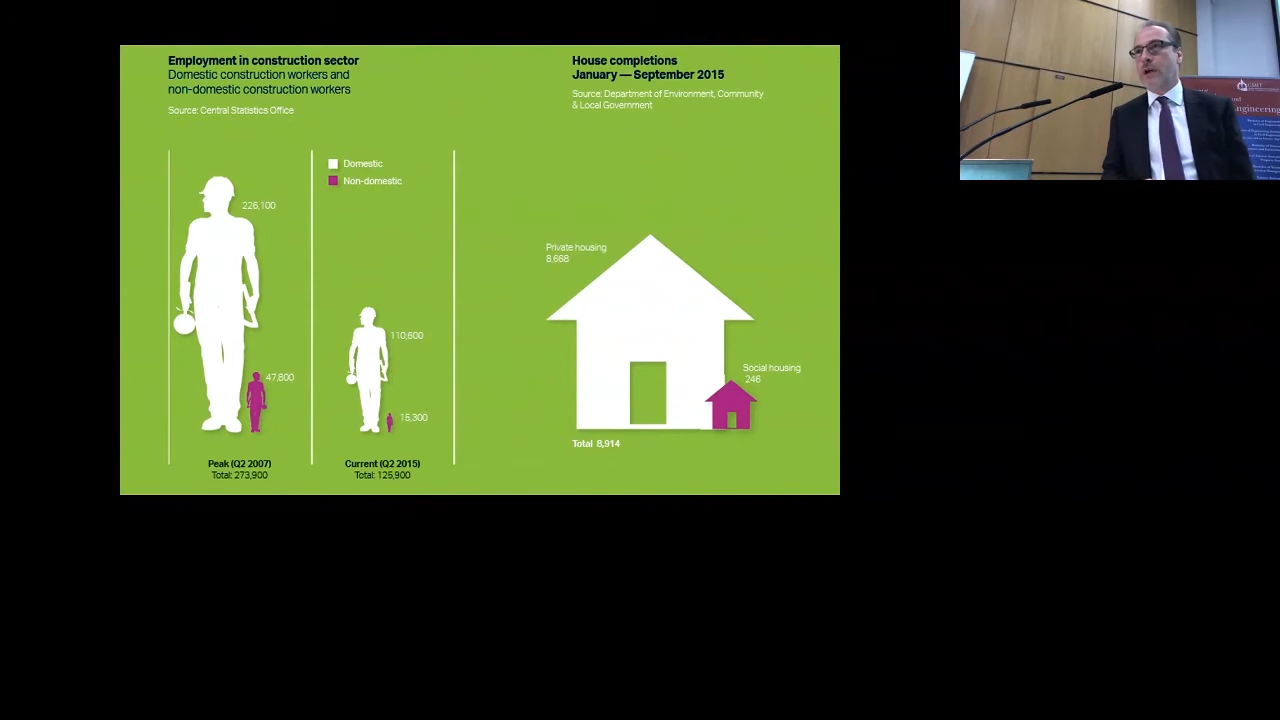 Employment in construction sector
Domestic construction workers and
non-domestic construction workers
Source: Central Statistics Office
Domestic
Non-domestic
226,100
47,800
110,600
15,300
Peak (Q2 2007)
Total: 273,900
Current (Q2 2015)
Total: 125,900
House completions
January — September 2015
Source: Department of Environment, Community
& Local Government
Private housing
8,668
Social housing
246
Total 8,914